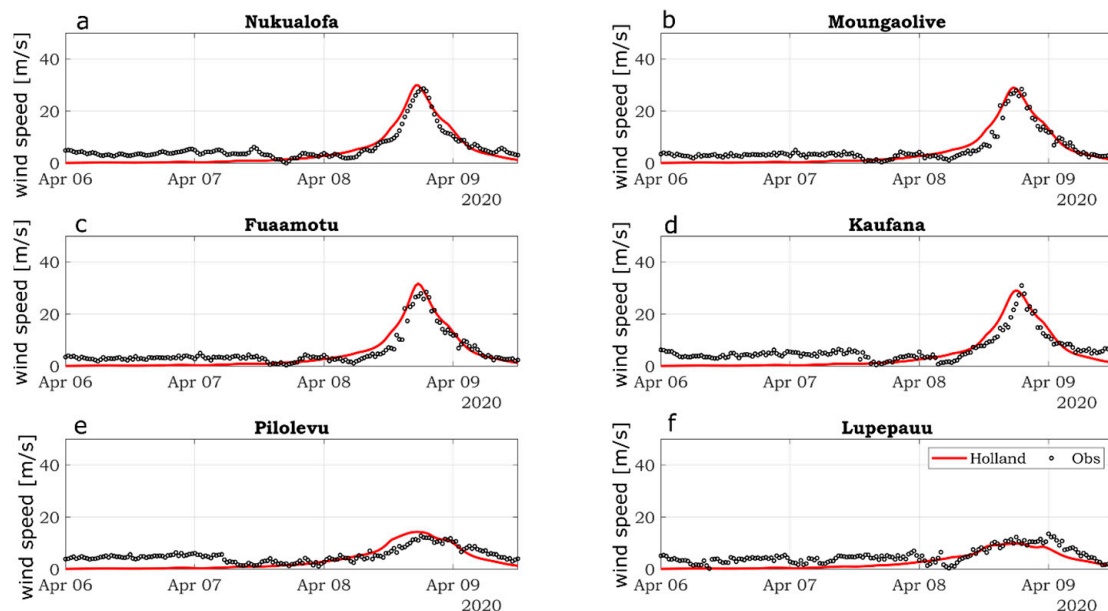 a
Nukualofa
wind speed [m/s]
40
20
0
Apr 06
Apr 07
Apr 08
Apr 09
2020
b
Moungaolive
wind speed [m/s]
40
20
0
Apr 06
Apr 07
Apr 08
Apr 09
2020
c
Fuaamotu
wind speed [m/s]
40
20
0
Apr 06
Apr 07
Apr 08
Apr 09
2020
d
Kaufana
wind speed [m/s]
40
20
0
Apr 06
Apr 07
Apr 08
Apr 09
2020
e
Pilolevu
wind speed [m/s]
40
20
0
Apr 06
Apr 07
Apr 08
Apr 09
2020
f
Lupepauu
Holland
Obs
wind speed [m/s]
40
20
0
Apr 06
Apr 07
Apr 08
Apr 09
2020